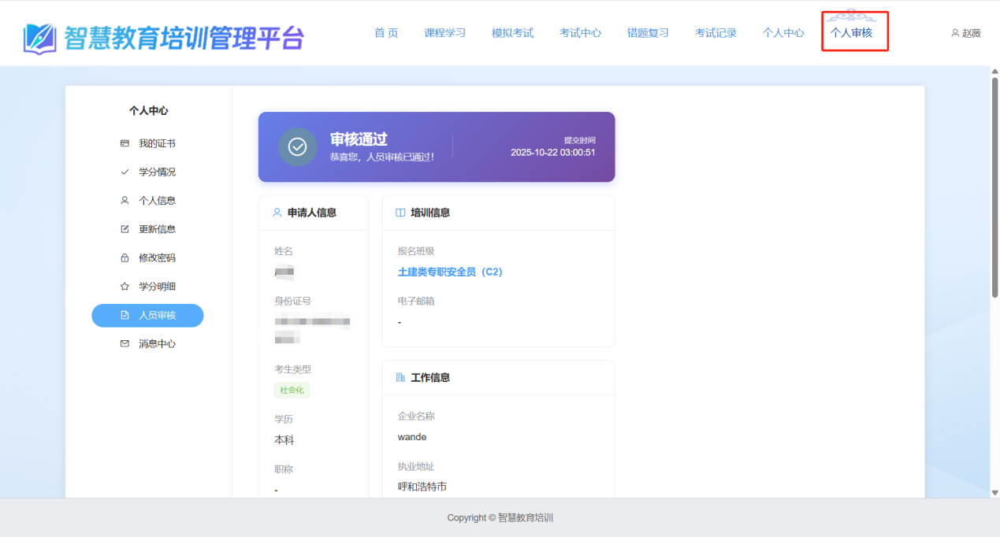 智慧教育培训管理平台
首 页 课程学习 模拟考试 考试中心 错题复习 考试记录 个人中心 个人审核 赵薇
个人中心
我的证书
学分情况
个人信息
更新信息
修改密码
学分明细
人员审核
消息中心
审核通过
恭喜您，人员审核已通过！
提交时间
2025-10-22 03:00:51
申请人信息
姓名
身份证号
考生类型
社会化
学历
本科
职称
-
培训信息
报名班级
土建类专职安全员（C2）
电子邮箱
-
工作信息
企业名称
wande
执业地址
呼和浩特市
Copyright © 智慧教育培训